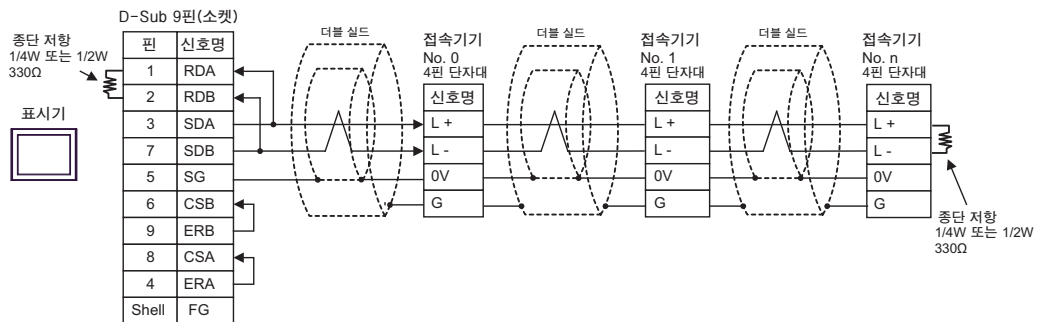 D-Sub 9핀(소켓)
종단 저항
1/4W 또는 1/2W
330Ω
표시기
핀 신호명
1 RDA
2 RDB
3 SDA
7 SDB
5 SG
6 CSB
9 ERB
8 CSA
4 ERA
Shell FG
더블 실드
접속기기
No. 0
4핀 단자대
신호명
L +
L -
0V
G
더블 실드
접속기기
No. 1
4핀 단자대
신호명
L +
L -
0V
G
더블 실드
접속기기
No. n
4핀 단자대
신호명
L +
L -
0V
G
종단 저항
1/4W 또는 1/2W
330Ω